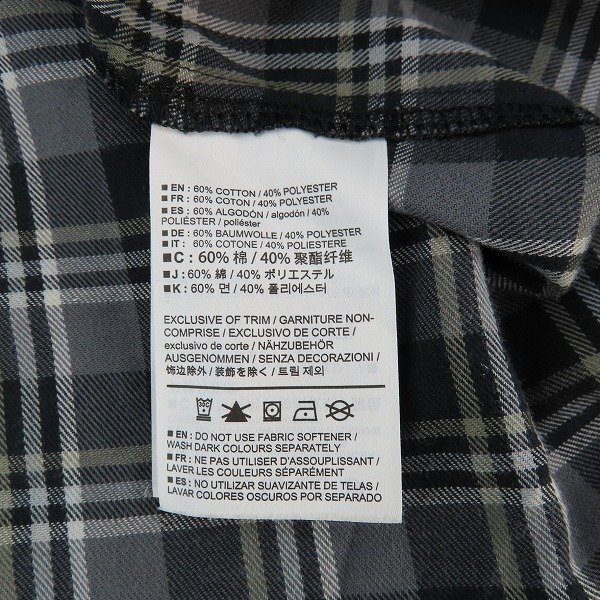 ■ EN : 60% COTTON / 40% POLYESTER
■ FR : 60% COTON / 40% POLYESTER
■ ES : 60% ALGODÓN / algodón / 40%
POLIÉSTER / poliéster
■ DE : 60% BAUMWOLLE / 40% POLYESTER
■ IT : 60% COTONE / 40% POLIESTERE
■ C : 60% 棉 / 40% 聚酯纤维
■ J : 60% 綿 / 40% ポリエステル
■ K : 60% 면 / 40% 폴리에스터
EXCLUSIVE OF TRIM / GARNITURE NON-
COMPRISE / EXCLUSIVO DE CORTE /
exclusivo de corte / NÄHZUBEHÖR
AUSGENOMMEN / SENZA DECORAZIONI /
饰边除外 / 装飾を除く / 트림 제외
30C
■ EN : DO NOT USE FABRIC SOFTENER /
WASH DARK COLOURS SEPARATELY
■ FR : NE PAS UTILISER D'ASSOUPLISSANT /
LAVER LES COULEURS SÉPARÉMENT
■ ES : NO UTILIZAR SUAVIZANTE DE TELAS /
LAVAR COLORES OSCUROS POR SEPARADO